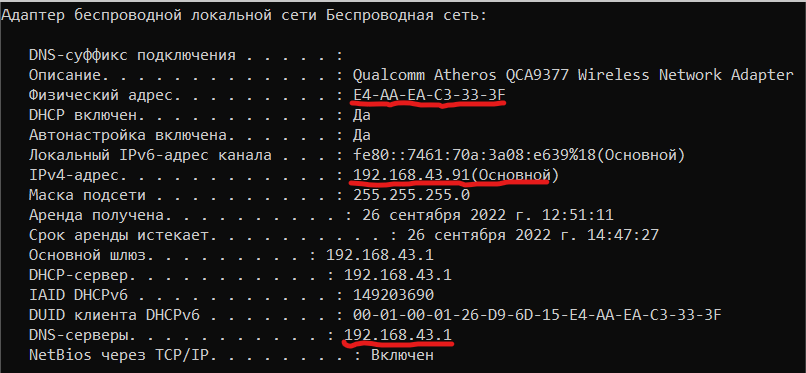 Адаптер беспроводной локальной сети Беспроводная сеть:
DNS-суффикс подключения . . . . . :
Описание. . . . . . . . . . . . . : Qualcomm Atheros QCA9377 Wireless Network Adapter
Физический адрес. . . . . . . . . : E4-AA-EA-C3-33-3F
DHCP включен. . . . . . . . . . . : Да
Автонастройка включена. . . . . . : Да
Локальный IPv6-адрес канала . . . : fe80::7461:70a:3a08:e639%18(Основной)
IPv4-адрес. . . . . . . . . . . . : 192.168.43.91(Основной)
Маска подсети . . . . . . . . . . : 255.255.255.0
Аренда получена. . . . . . . . . . : 26 сентября 2022 г. 12:51:11
Срок аренды истекает. . . . . . . . . . : 26 сентября 2022 г. 14:47:27
Основной шлюз. . . . . . . . . : 192.168.43.1
DHCP-сервер. . . . . . . . . . . : 192.168.43.1
IAID DHCPv6 . . . . . . . . . . . : 149203690
DUID клиента DHCPv6 . . . . . . . : 00-01-00-01-26-D9-6D-15-E4-AA-EA-C3-33-3F
DNS-серверы. . . . . . . . . . . : 192.168.43.1
NetBios через TCP/IP. . . . . . . . : Включен